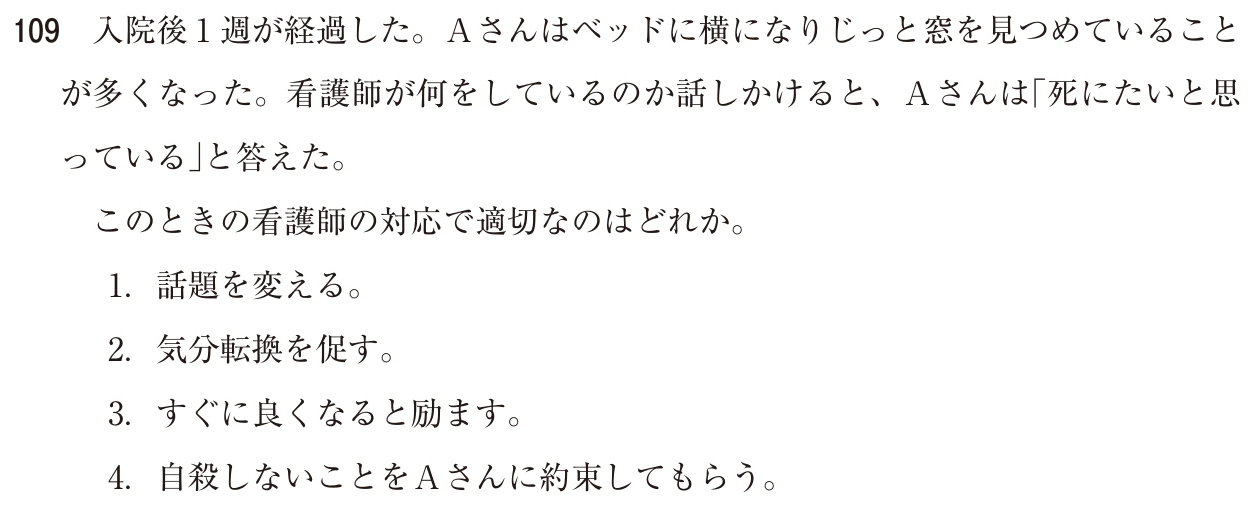 109 入院後1週が経過した。Aさんはベッドに横になりじっと窓を見つめていること
が多くなった。看護師が何をしているのか話しかけると、Aさんは「死にたいと思
っている」と答えた。
このときの看護師の対応で適切なのはどれか。
1. 話題を変える。
2. 気分転換を促す。
3. すぐに良くなると励ます。
4. 自殺しないことをAさんに約束してもらう。